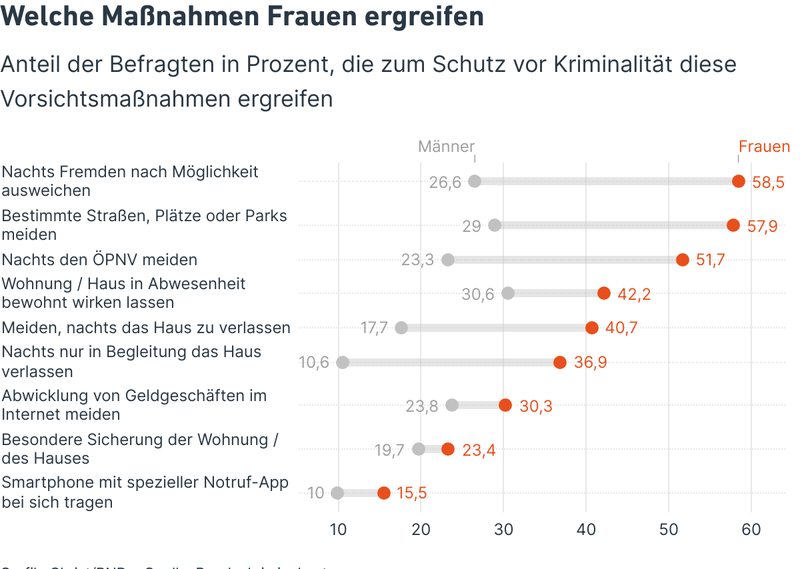 Welche Maßnahmen Frauen ergreifen
Anteil der Befragten in Prozent, die zum Schutz vor Kriminalität diese
Vorsichtsmaßnahmen ergreifen
Männer Frauen
Nachts Fremden nach Möglichkeit
ausweichen
26,6 58,5
Bestimmte Straßen, Plätze oder Parks
meiden
29 57,9
Nachts den ÖPNV meiden 23,3 51,7
Wohnung / Haus in Abwesenheit
bewohnt wirken lassen
30,6 42,2
Meiden, nachts das Haus zu verlassen 17,7 40,7
Nachts nur in Begleitung das Haus
verlassen
10,6 36,9
Abwicklung von Geldgeschäften im
Internet meiden
23,8 30,3
Besondere Sicherung der Wohnung /
des Hauses
19,7 23,4
Smartphone mit spezieller Notruf-App
bei sich tragen
10 15,5
10 20 30 40 50 60